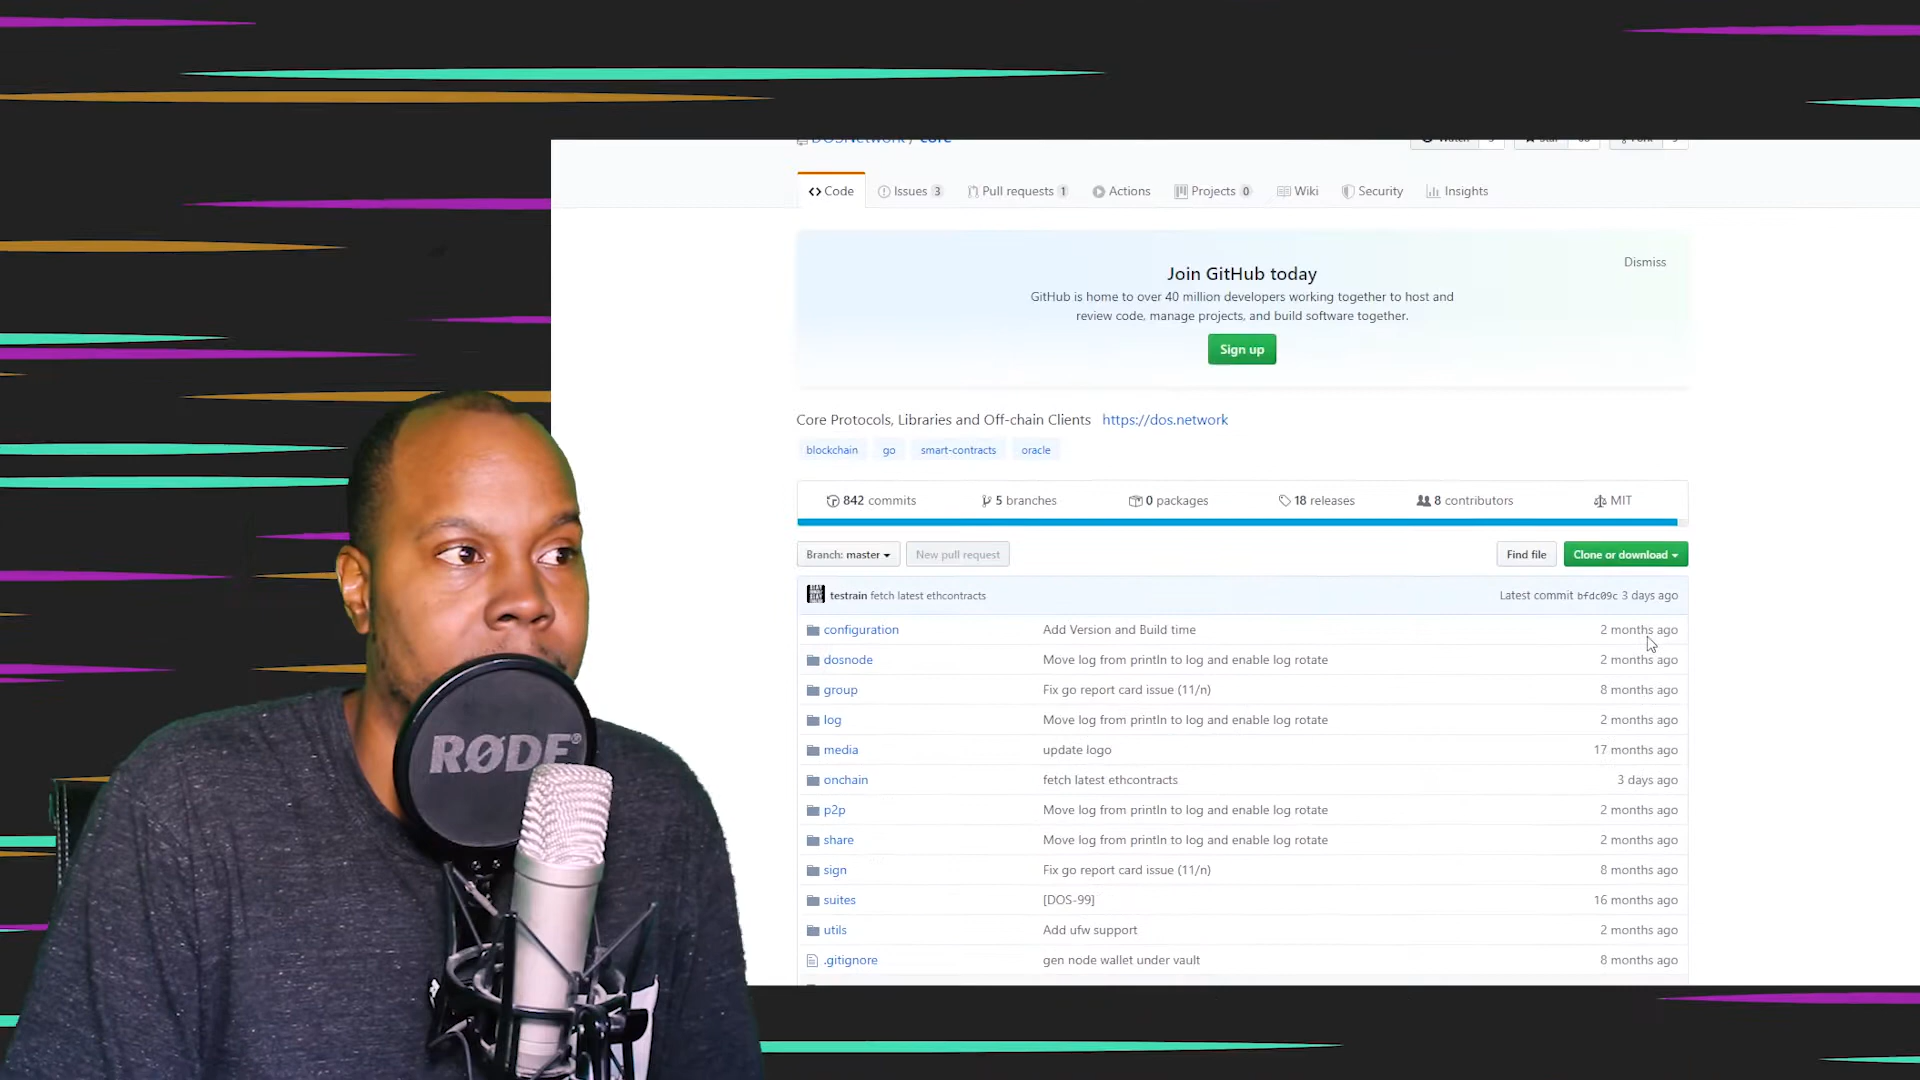 DOSNetwork / core
Watch
Star
Fork
Code
Issues 3
Pull requests 1
Actions
Projects 0
Wiki
Security
Insights
Join GitHub today
Dismiss
GitHub is home to over 40 million developers working together to host and
review code, manage projects, and build software together.
Sign up
Core Protocols, Libraries and Off-chain Clients https://dos.network
blockchain go smart-contracts oracle
842 commits
5 branches
0 packages
18 releases
8 contributors
MIT
Branch: master
New pull request
Find file
Clone or download
testrain fetch latest ethcontracts
Latest commit bfdc09c 3 days ago
configuration Add Version and Build time 2 months ago
dosnode Move log from println to log and enable log rotate 2 months ago
group Fix go report card issue (11/n) 8 months ago
log Move log from println to log and enable log rotate 2 months ago
media update logo 17 months ago
onchain fetch latest ethcontracts 3 days ago
p2p Move log from println to log and enable log rotate 2 months ago
share Move log from println to log and enable log rotate 2 months ago
sign Fix go report card issue (11/n) 8 months ago
suites [DOS-99] 16 months ago
utils Add ufw support 2 months ago
.gitignore gen node wallet under vault 8 months ago
RØDE®